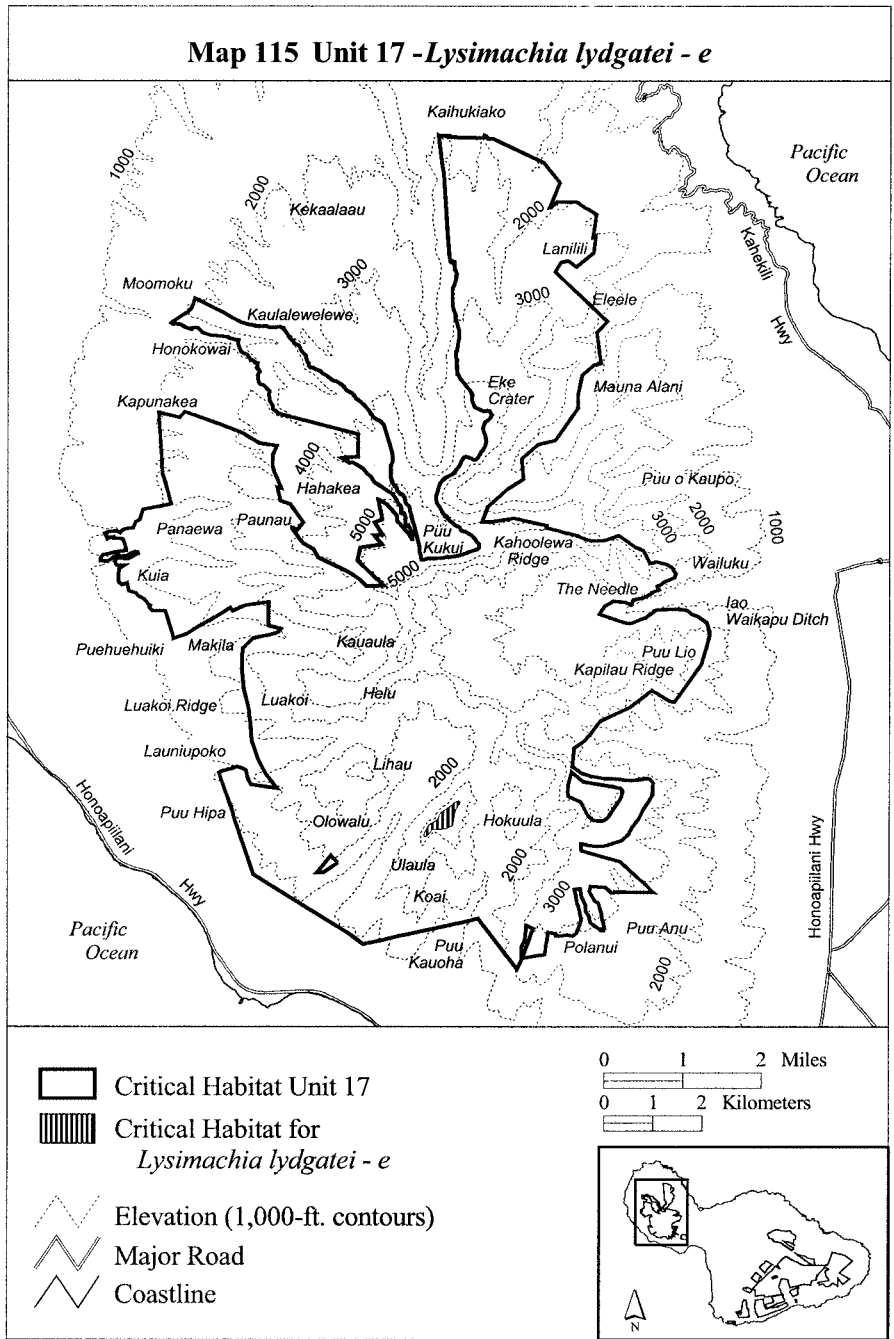 Map 115 Unit 17 - Lysimachia lydgatei - e
Kaihukiako
Pacific
Ocean
1000
2000
Kekaalaau
2000
Lanilili
Kahekili
Hwy
3000
Moomoku
Kaulalewelewe
3000
Eleele
Honokowai
Eke
Crater
Mauna Alani
Kapunakea
4000
Hahakea
Puu o Kaupo
2000
3000
1000
Panaewa
Paunau
5000
Puu
Kukui
Kahoolewa
Ridge
Wailuku
Kuia
5000
The Needle
Iao
Waikapu Ditch
Puehuehuiki
Makila
Kauaula
Puu Lio
Kapilau Ridge
Luakoi Ridge
Luakoi
Helu
Launiupoko
Lihau
2000
Puu Hipa
Olowalu
Hokuula
Honoapiilani
Hwy
Ulaula
2000
Koai
3000
Honoapiilani Hwy
Pacific
Ocean
Puu
Kauoha
Polanui
Puu Anu
2000
Critical Habitat Unit 17
Critical Habitat for
Lysimachia lydgatei - e
Elevation (1,000-ft. contours)
Major Road
Coastline
0 1 2 Miles
0 1 2 Kilometers
N